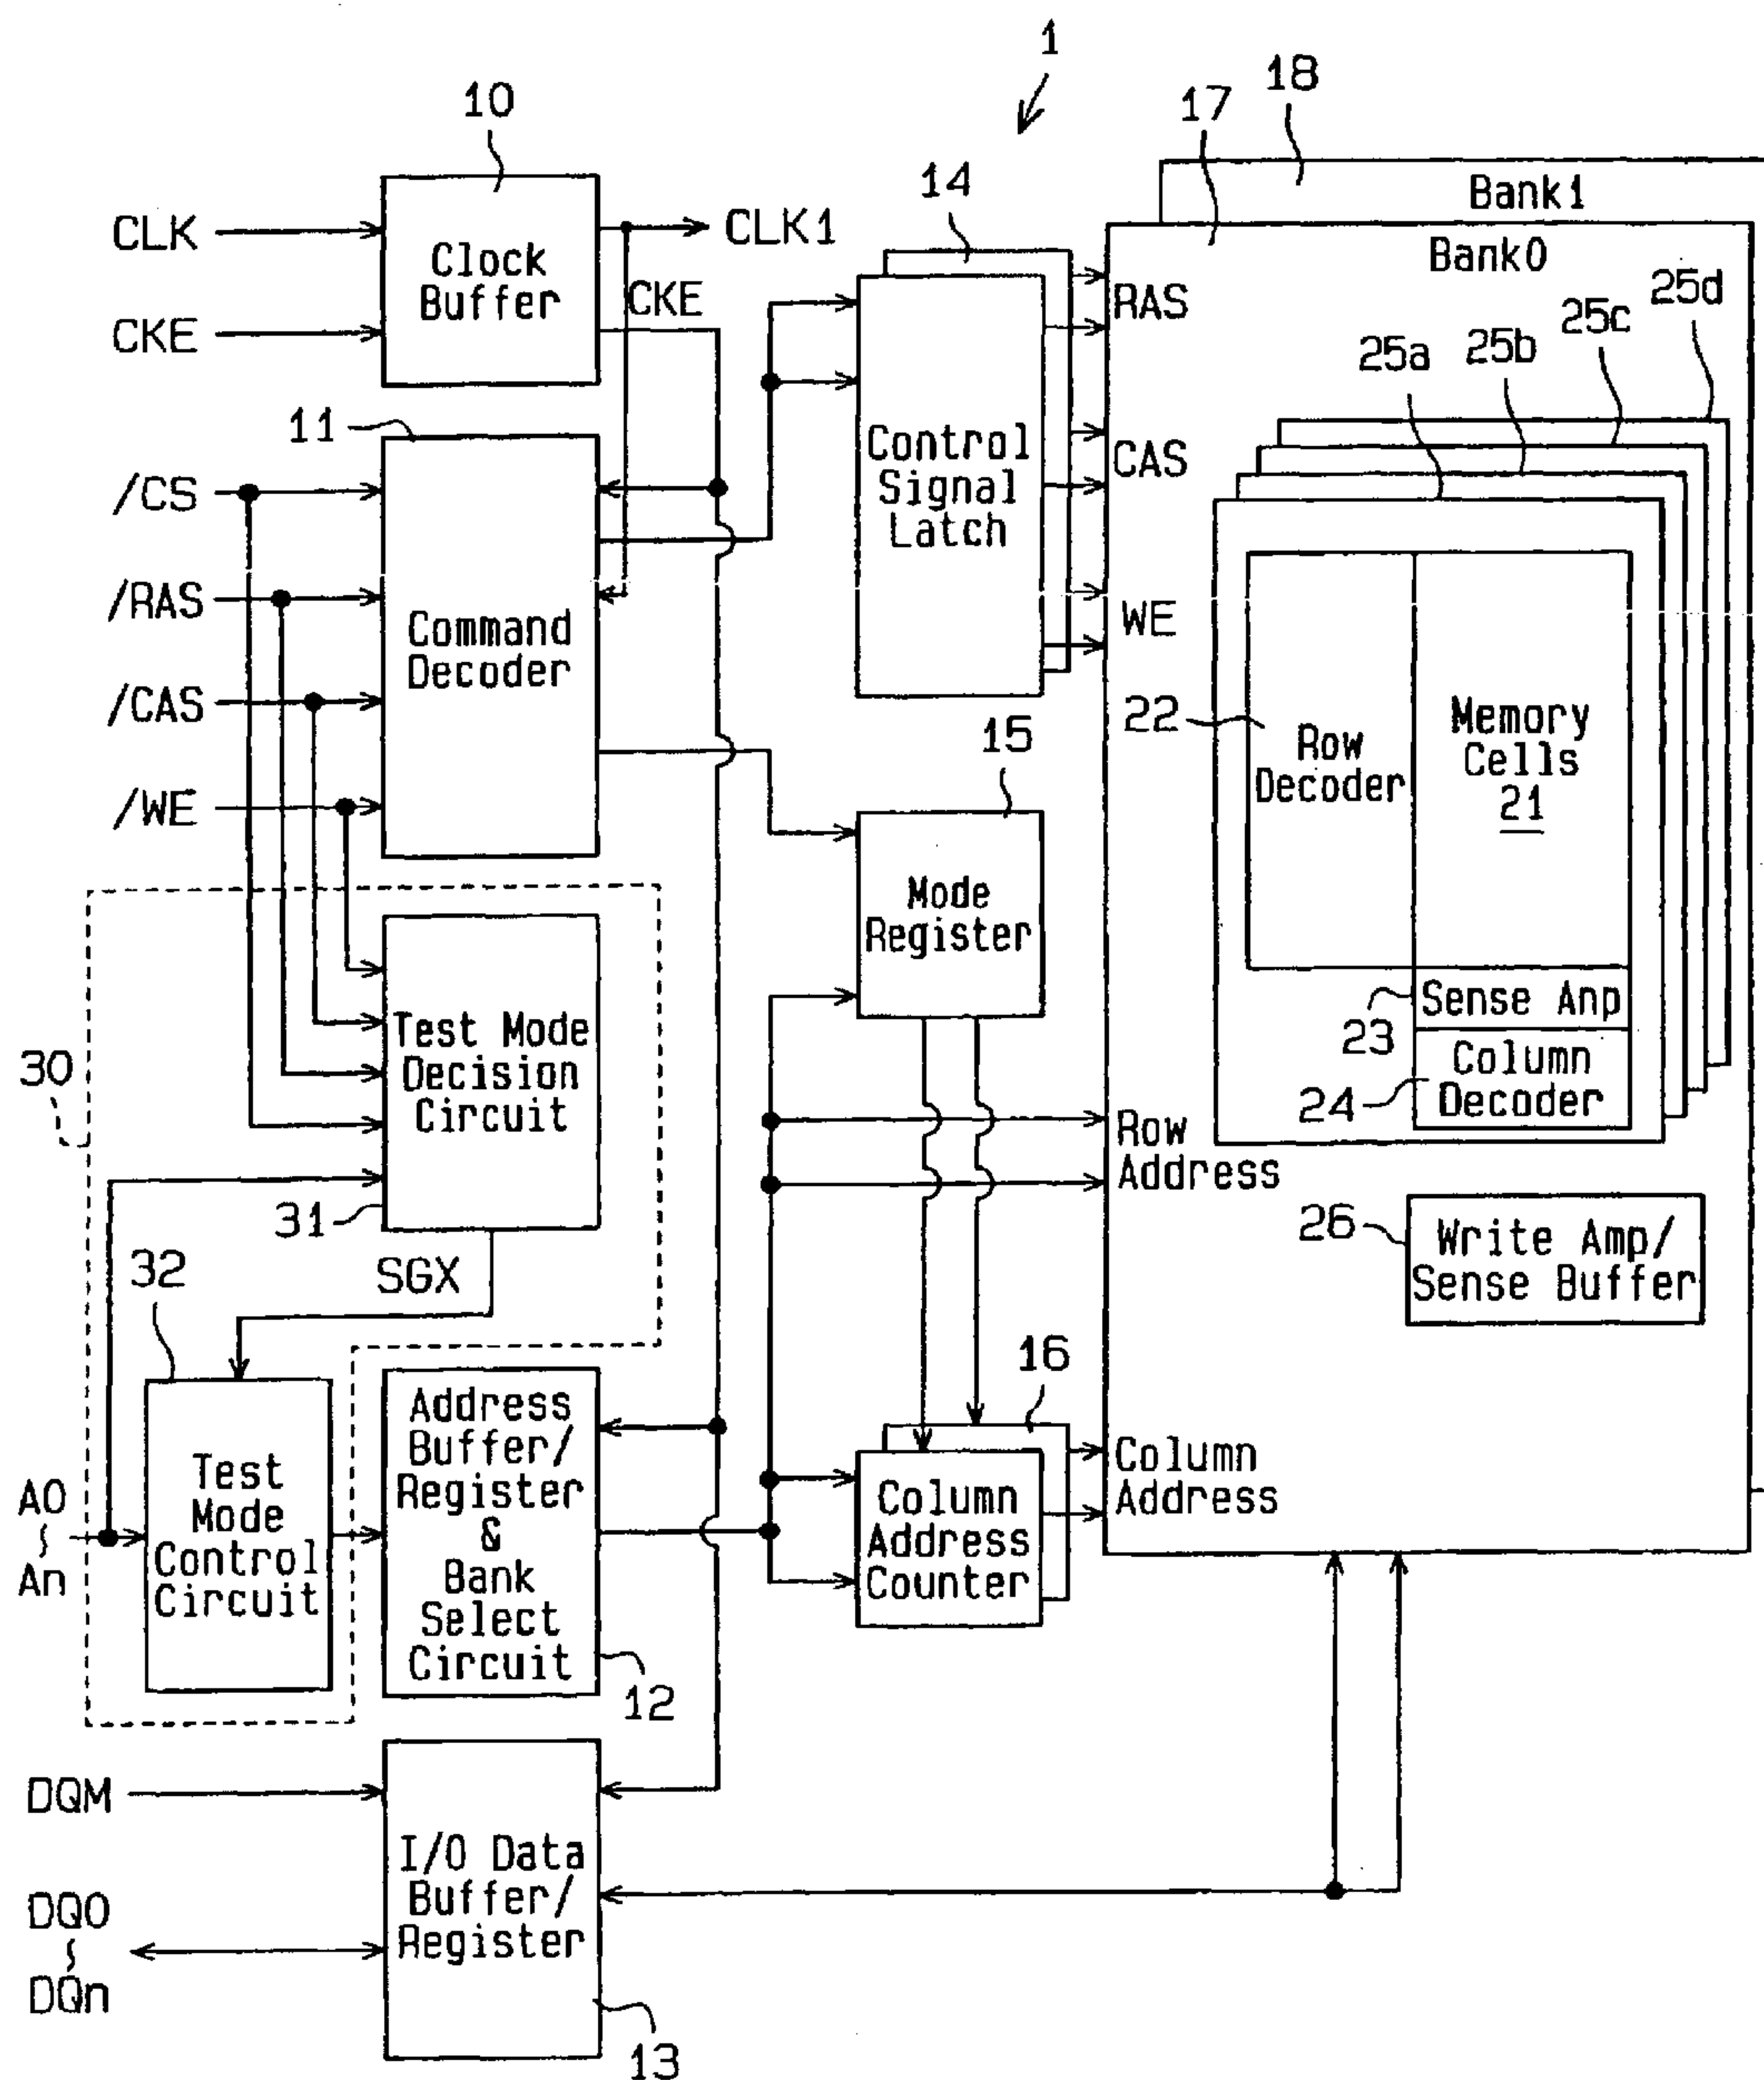 1
10
CLK
CKE
Clock
Buffer
CLK1
CKE
14
17
18
Bank1
Bank0
RAS
CAS
WE
25a
25b
25c
25d
11
/CS
/RAS
/CAS
/WE
Command
Decoder
Control
Signal
Latch
22
Row
Decoder
Memory
Cells
21
15
Mode
Register
23
Sense Anp
24
Column
Decoder
30
Test Mode
Decision
Circuit
31
SGX
32
Row
Address
26
Write Amp/
Sense Buffer
A0
~
An
Test
Mode
Control
Circuit
Address
Buffer/
Register
&
Bank
Select
Circuit
12
16
Column
Address
Counter
Column
Address
DQM
DQ0
~
DQn
I/O Data
Buffer/
Register
13